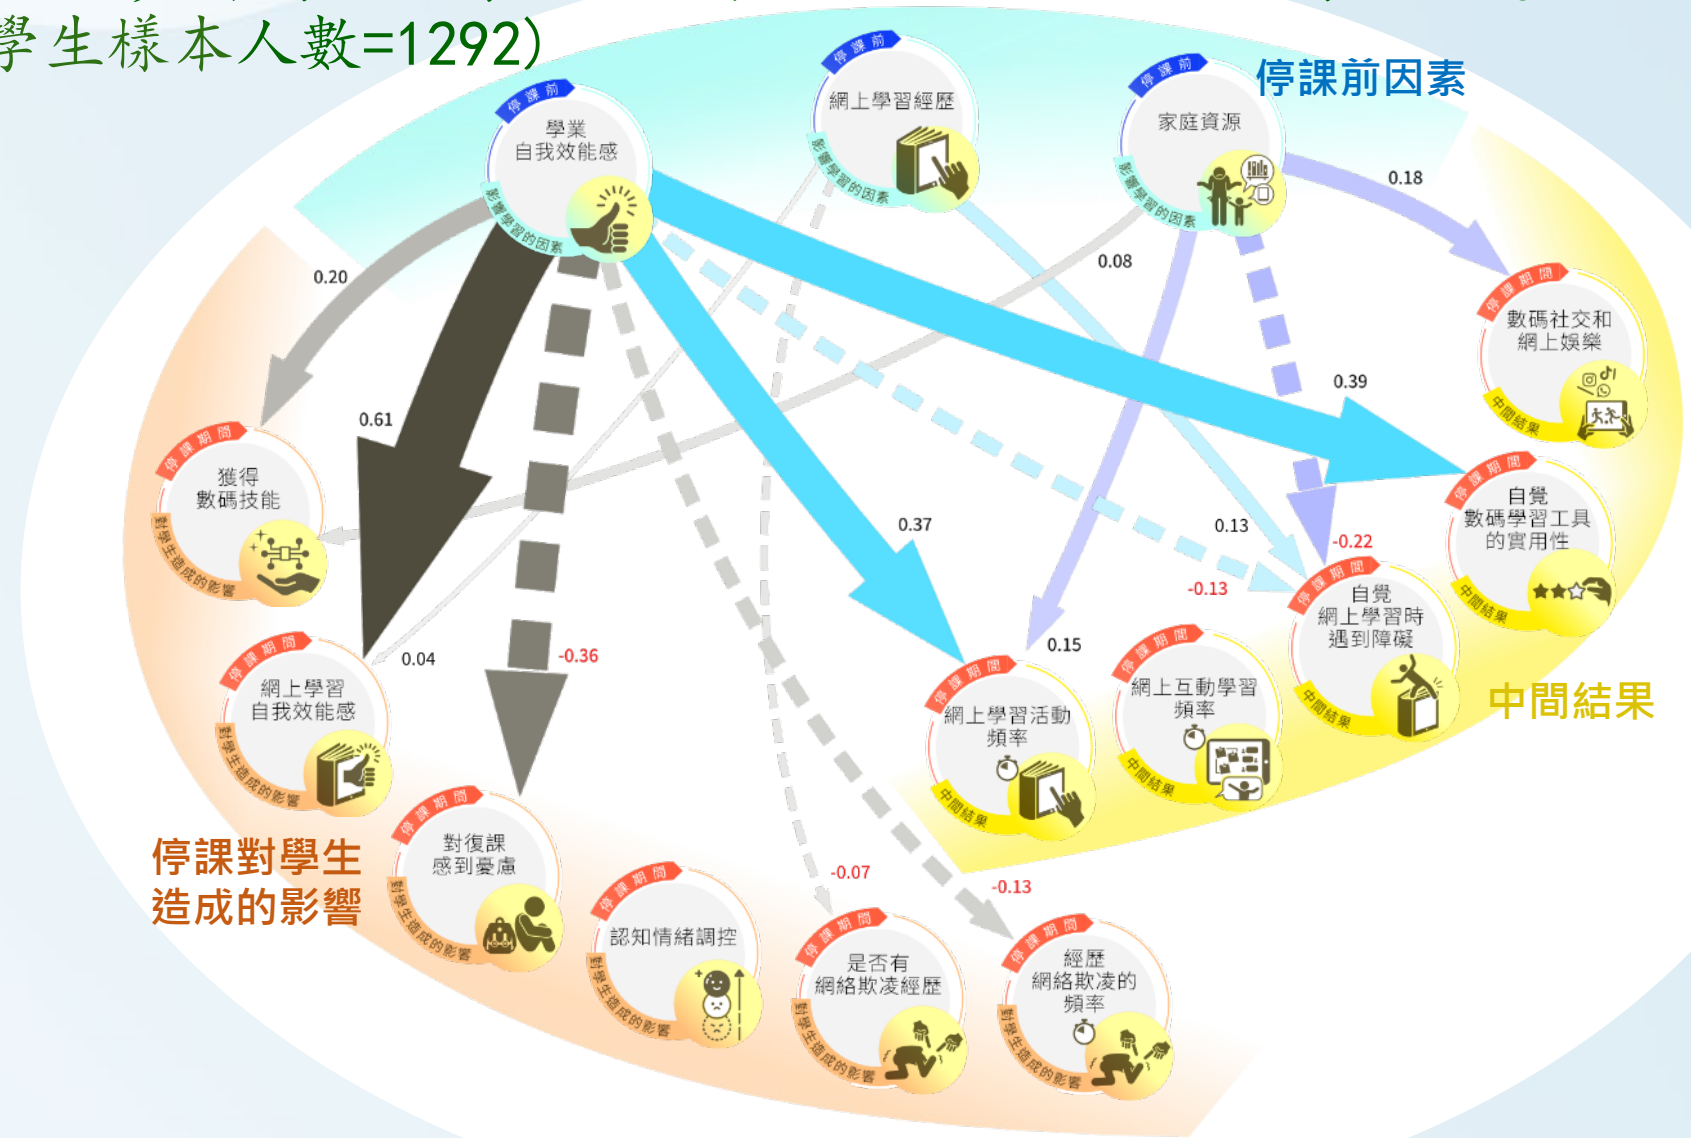 學生樣本人數=1292)
停課前因素
停課前
學業
自我效能感
影響學習的因素
停課前
網上學習經歷
影響學習的因素
停課前
家庭資源
影響學習的因素
0.18
0.08
0.20
0.61
0.39
0.37
0.13
-0.22
-0.13
0.15
0.04
-0.36
-0.07
-0.13
停課期間
數碼社交和
網上娛樂
中間結果
停課期間
自覺
數碼學習工具
的實用性
中間結果
停課期間
自覺
網上學習時
遇到障礙
中間結果
停課期間
網上互動學習
頻率
中間結果
停課期間
網上學習活動
頻率
中間結果
中間結果
停課期間
獲得
數碼技能
對學生造成的影響
停課期間
網上學習
自我效能感
對學生造成的影響
停課期間
對復課
感到憂慮
對學生造成的影響
停課期間
認知情緒調控
對學生造成的影響
停課期間
是否有
網絡欺凌經歷
對學生造成的影響
停課期間
經歷
網絡欺凌的
頻率
對學生造成的影響
停課對學生
造成的影響